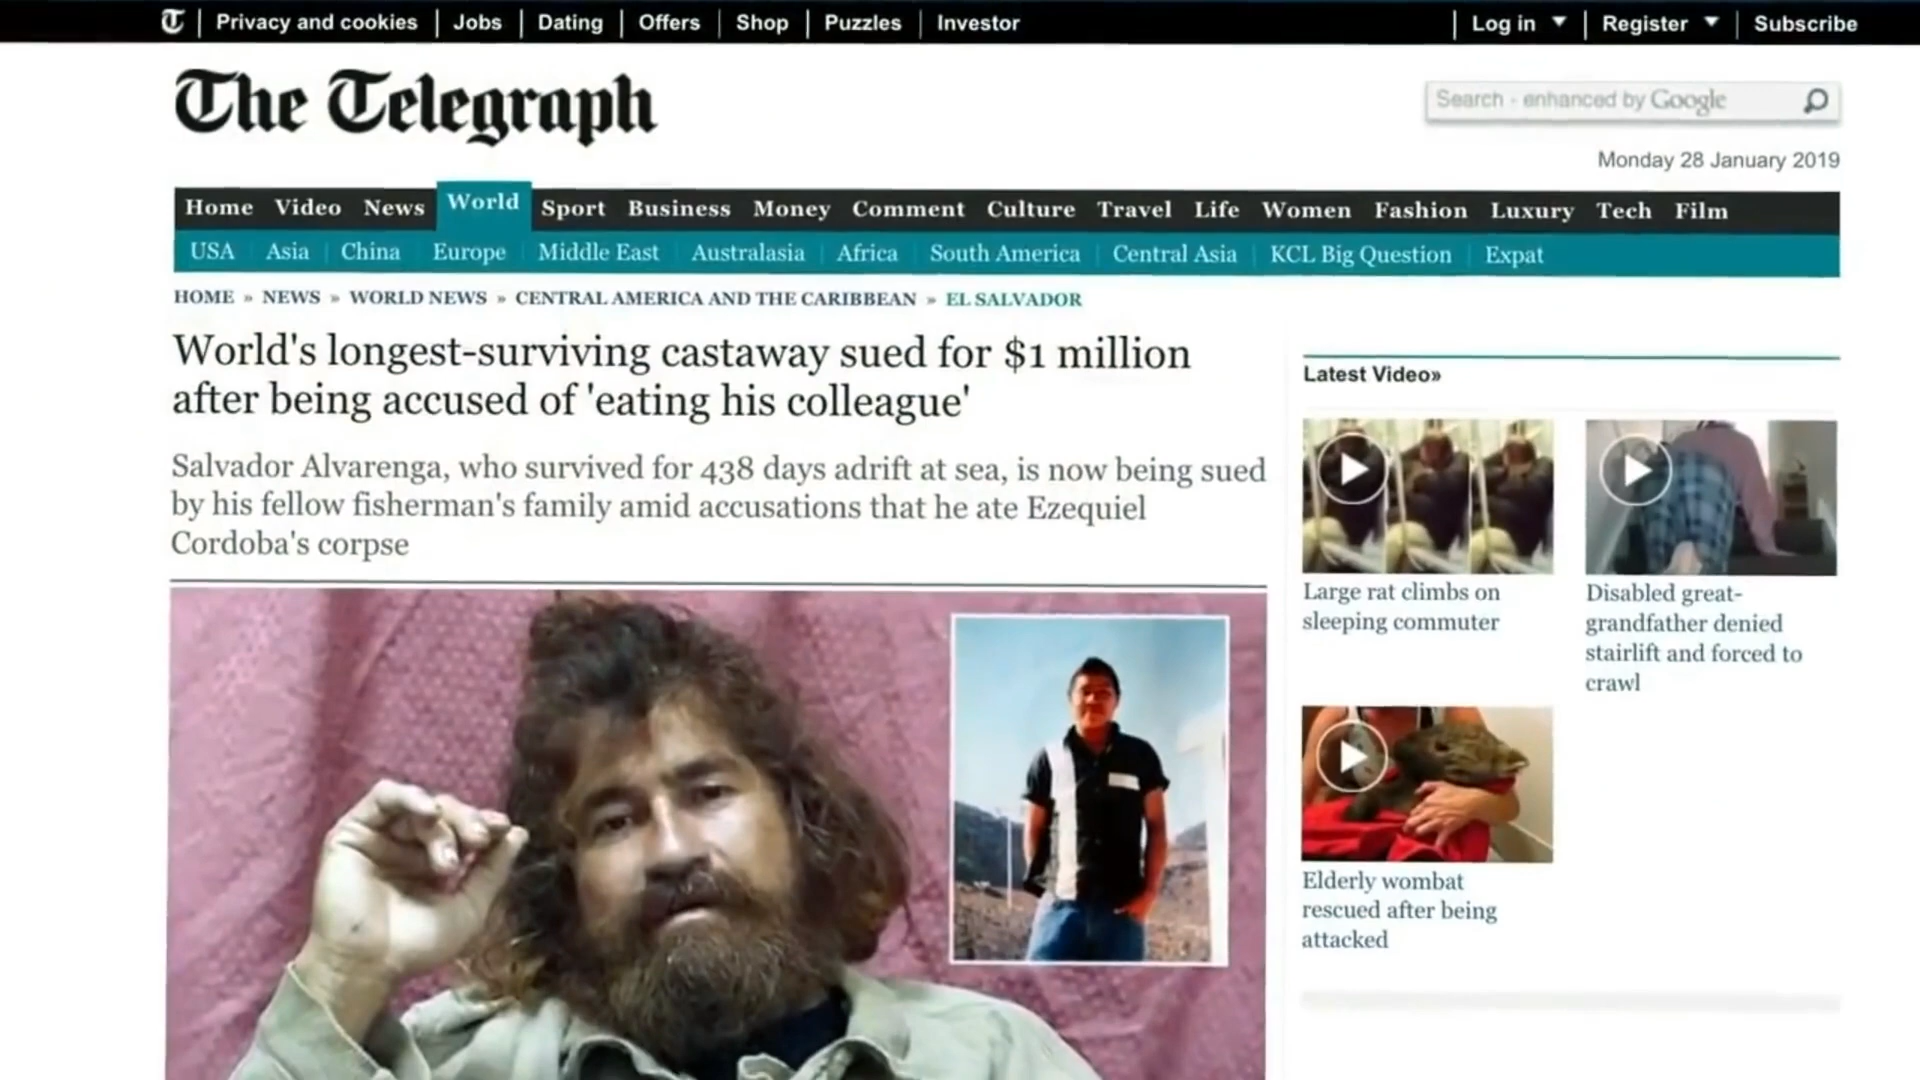 T Privacy and cookies Jobs Dating Offers Shop Puzzles Investor Log in Register Subscribe
The Telegraph
Search - enhanced by Google
Monday 28 January 2019
Home Video News World Sport Business Money Comment Culture Travel Life Women Fashion Luxury Tech Film
USA Asia China Europe Middle East Australasia Africa South America Central Asia KCL Big Question Expat
HOME » NEWS » WORLD NEWS » CENTRAL AMERICA AND THE CARIBBEAN » EL SALVADOR
World's longest-surviving castaway sued for $1 million
after being accused of 'eating his colleague'
Salvador Alvarenga, who survived for 438 days adrift at sea, is now being sued
by his fellow fisherman's family amid accusations that he ate Ezequiel
Cordoba's corpse
Latest Video»
Large rat climbs on
sleeping commuter
Disabled great-
grandfather denied
stairlift and forced to
crawl
Elderly wombat
rescued after being
attacked